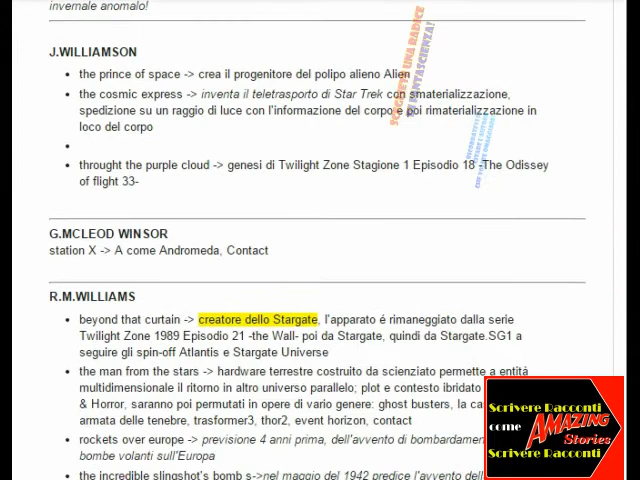 invernale anomalo!
J.WILLIAMSON
the prince of space -> crea il progenitore del polipo alieno Alien
the cosmic express -> inventa il teletrasporto di Star Trek con smaterializzazione,
spedizione su un raggio di luce con l'informazione del corpo e poi rimaterializzazione in
loco del corpo
throught the purple cloud -> genesi di Twilight Zone Stagione 1 Episodio 18 -The Odissey
of flight 33-
G.MCLEOD WINSOR
station X -> A come Andromeda, Contact
R.M.WILLIAMS
beyond that curtain -> creatore dello Stargate, l'apparato é rimaneggiato dalla serie
Twilight Zone 1989 Episodio 21 -the Wall- poi da Stargate, quindi da Stargate.SG1 a
seguire gli spin-off Atlantis e Stargate Universe
the man from the stars -> hardware terrestre costruito da scienziato permette a entità
multidimensionale il ritorno in altro universo parallelo; plot e contesto ibridato
& Horror, saranno poi permutati in opere di vario genere: ghost busters, la
armata delle tenebre, trasformer3, thor2, event horizon, contact
rockets over europe -> previsione 4 anni prima, dell'avvento di bombardamen
bombe volanti sull'Europa
the incredible slingshot's bomb s->nel maggio del 1942 predice l'avvento dell
SCEGLIETE UNA RADICE
DI FANTASCIENZA!
Scrivere Racconti
come AMAZING
Stories
Scrivere Racconti